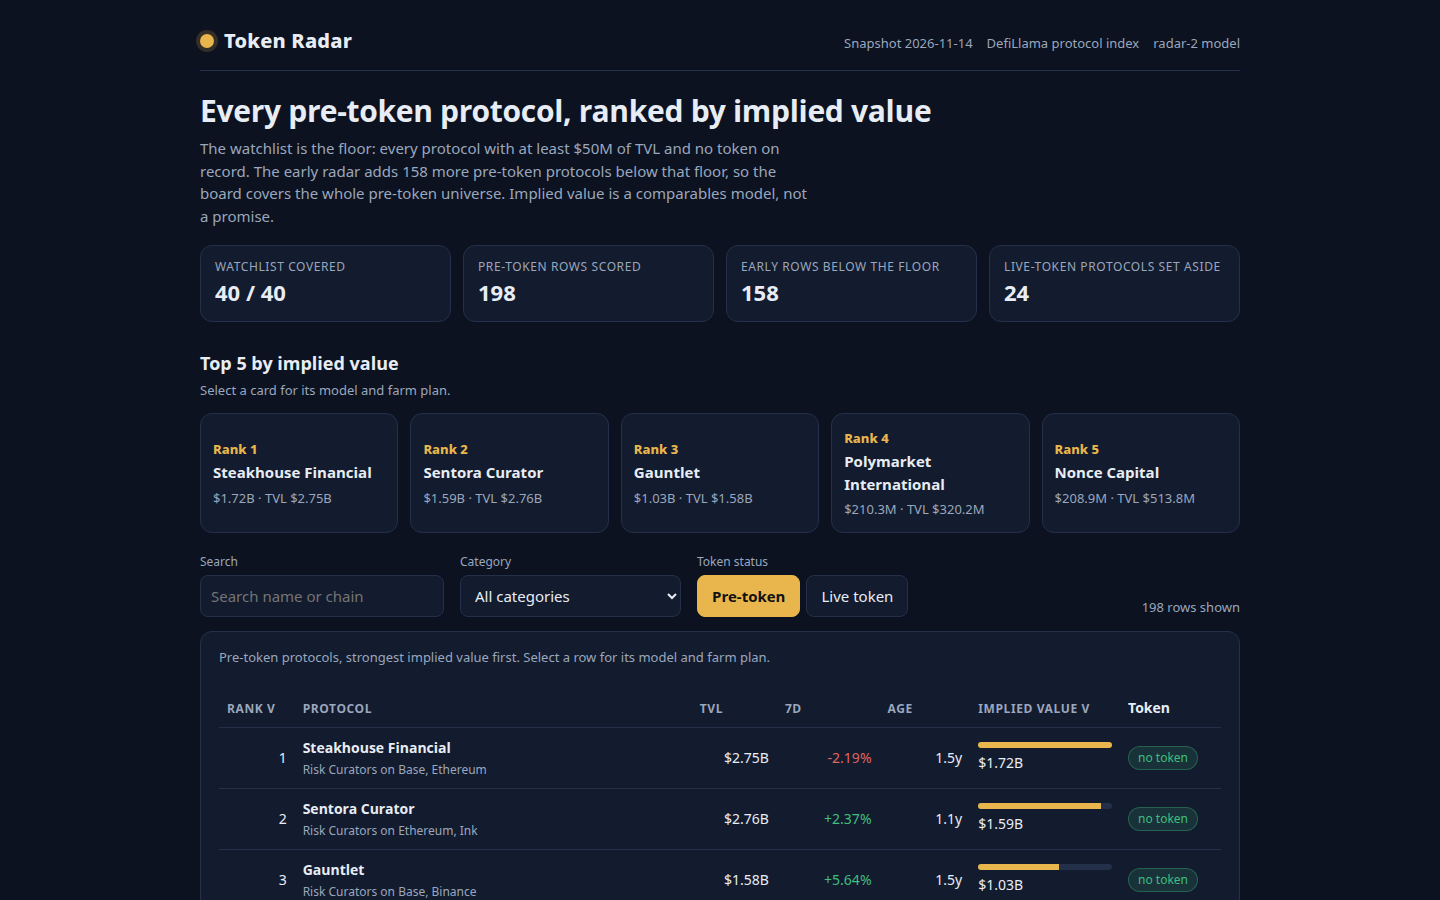 Token Radar
Snapshot 2026-11-14 DefiLlama protocol index radar-2 model
Every pre-token protocol, ranked by implied value
The watchlist is the floor: every protocol with at least $50M of TVL and no token on
record. The early radar adds 158 more pre-token protocols below that floor, so the
board covers the whole pre-token universe. Implied value is a comparables model, not
a promise.
WATCHLIST COVERED
40 / 40
PRE-TOKEN ROWS SCORED
198
EARLY ROWS BELOW THE FLOOR
158
LIVE-TOKEN PROTOCOLS SET ASIDE
24
Top 5 by implied value
Select a card for its model and farm plan.
Rank 1
Steakhouse Financial
$1.72B · TVL $2.75B
Rank 2
Sentora Curator
$1.59B · TVL $2.76B
Rank 3
Gauntlet
$1.03B · TVL $1.58B
Rank 4
Polymarket
International
$210.3M · TVL $320.2M
Rank 5
Nonce Capital
$208.9M · TVL $513.8M
Search
Search name or chain
Category
All categories
Token status
Pre-token
Live token
198 rows shown
Pre-token protocols, strongest implied value first. Select a row for its model and farm plan.
RANK V PROTOCOL TVL 7D AGE IMPLIED VALUE V Token
1 Steakhouse Financial $2.75B -2.19% 1.5y $1.72B no token
Risk Curators on Base, Ethereum
2 Sentora Curator $2.76B +2.37% 1.1y $1.59B no token
Risk Curators on Ethereum, Ink
3 Gauntlet $1.58B +5.64% 1.5y $1.03B no token
Risk Curators on Base, Binance